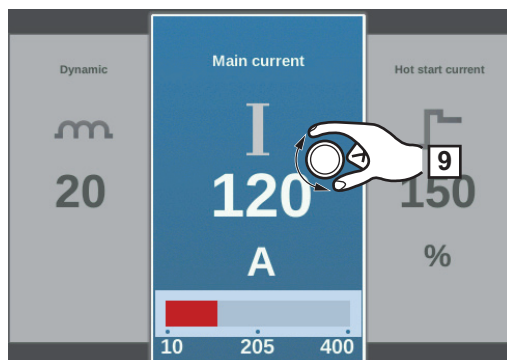 Dynamic
20
Main current
I
120
A
10 205 400
Hot start current
150
%
9